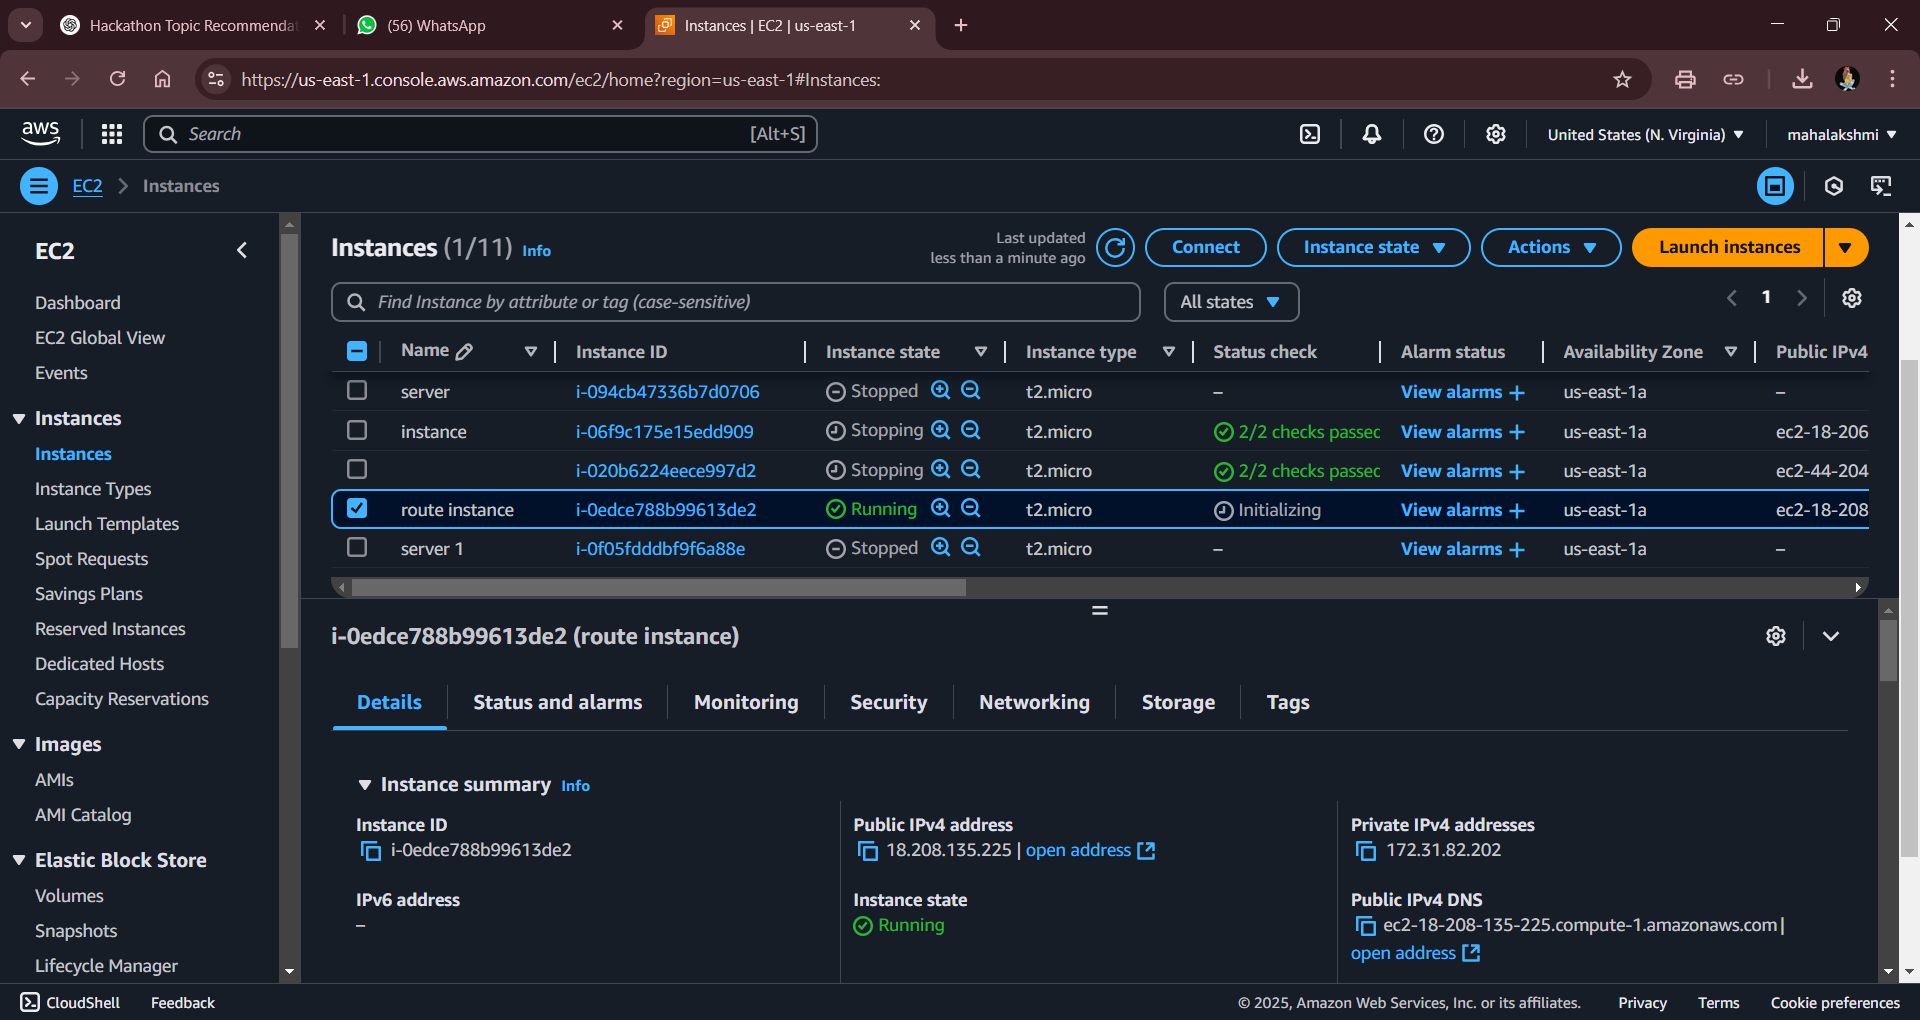 Hackathon Topic Recommendat
(56) WhatsApp
Instances | EC2 | us-east-1
https://us-east-1.console.aws.amazon.com/ec2/home?region=us-east-1#Instances:
aws
Search
[Alt+S]
United States (N. Virginia)
mahalakshmi
EC2
Instances
EC2
Dashboard
EC2 Global View
Events
Instances
Instances
Instance Types
Launch Templates
Spot Requests
Savings Plans
Reserved Instances
Dedicated Hosts
Capacity Reservations
Images
AMIs
AMI Catalog
Elastic Block Store
Volumes
Snapshots
Lifecycle Manager
Instances (1/11) Info
Last updated
less than a minute ago
Connect
Instance state
Actions
Launch instances
Find Instance by attribute or tag (case-sensitive)
All states
1
Name Instance ID Instance state Instance type Status check Alarm status Availability Zone Public IPv4
server i-094cb47336b7d0706 Stopped t2.micro – View alarms + us-east-1a –
instance i-06f9c175e15edd909 Stopping t2.micro 2/2 checks passec View alarms + us-east-1a ec2-18-206
i-020b6224eece997d2 Stopping t2.micro 2/2 checks passec View alarms + us-east-1a ec2-44-204
route instance i-0edce788b99613de2 Running t2.micro Initializing View alarms + us-east-1a ec2-18-208
server 1 i-0f05fdddbf9f6a88e Stopped t2.micro – View alarms + us-east-1a –
i-0edce788b99613de2 (route instance)
Details
Status and alarms
Monitoring
Security
Networking
Storage
Tags
Instance summary Info
Instance ID
i-0edce788b99613de2
Public IPv4 address
18.208.135.225 | open address
Private IPv4 addresses
172.31.82.202
IPv6 address
–
Instance state
Running
Public IPv4 DNS
ec2-18-208-135-225.compute-1.amazonaws.com |
open address
CloudShell
Feedback
© 2025, Amazon Web Services, Inc. or its affiliates.
Privacy
Terms
Cookie preferences